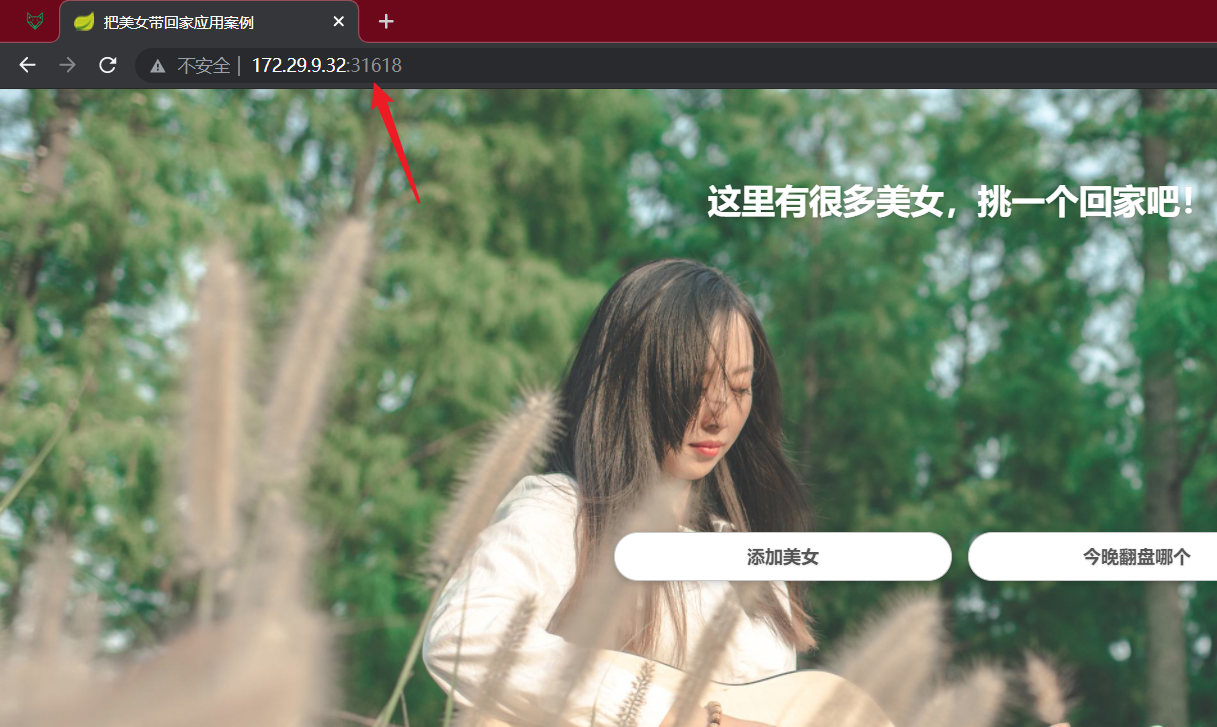 把美女带回家应用案例
不安全 | 172.29.9.32:31618
这里有很多美女，挑一个回家吧！
添加美女
今晚翻盘哪个